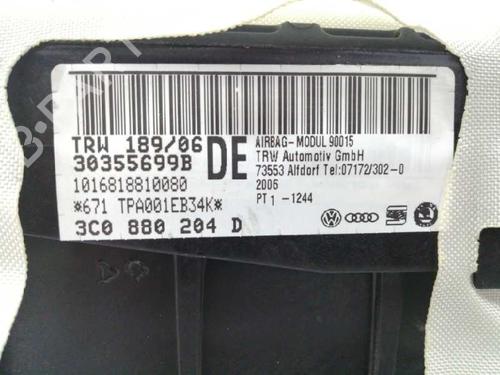 TRW 189/06
30355699B
DE
1016818810080
*671 TPA001EB34K*
3C0 880 204 D
AIRBAG-MODUL 90015
TRW Automotiv GmbH
73553 Alfdorf Tel:07172/302-0
2006
PT1 -1244